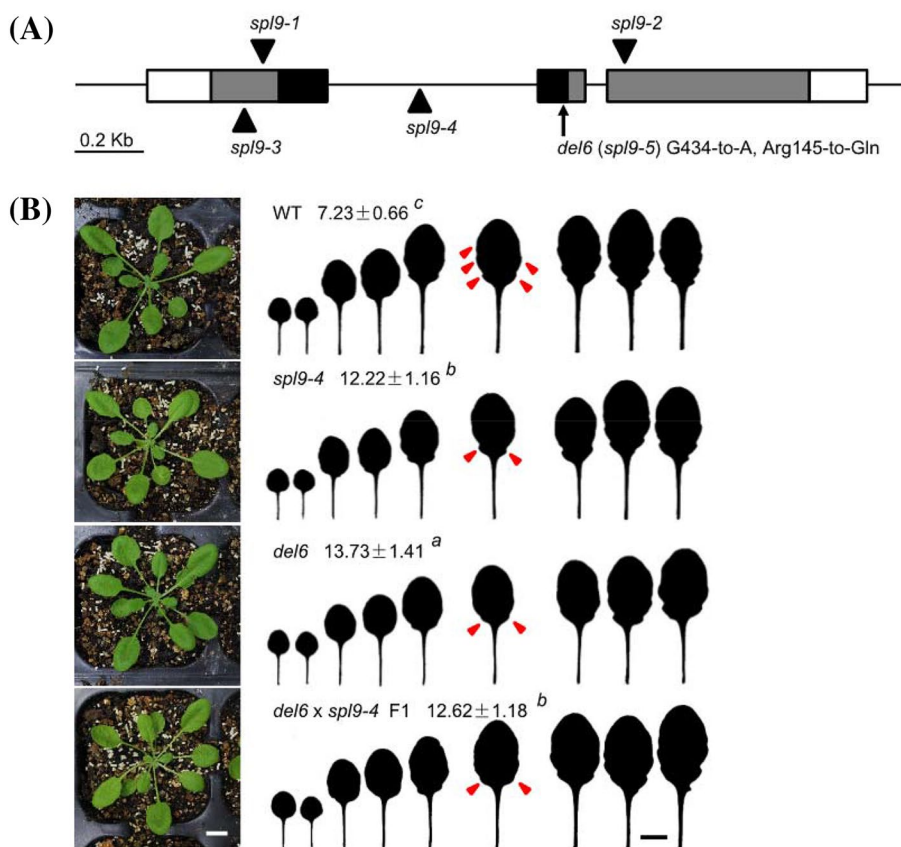 (A)
spl9-1
spl9-2
0.2 Kb
spl9-3
spl9-4
del6 (spl9-5) G434-to-A, Arg145-to-Gln
(B)
WT 7.23±0.66 c
spl9-4 12.22±1.16 b
del6 13.73±1.41 a
del6 x spl9-4 F1 12.62±1.18 b